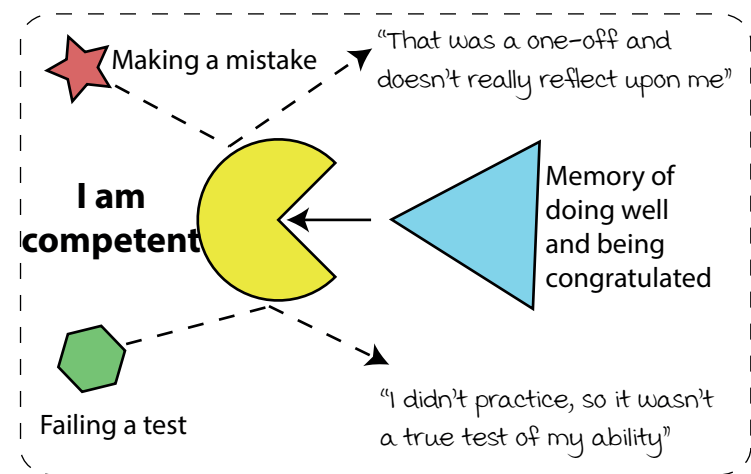 Making a mistake
“That was a one-off and
doesn’t really reflect upon me”
I am
competent
Memory of
doing well
and being
congratulated
Failing a test
“I didn’t practice, so it wasn’t
a true test of my ability”